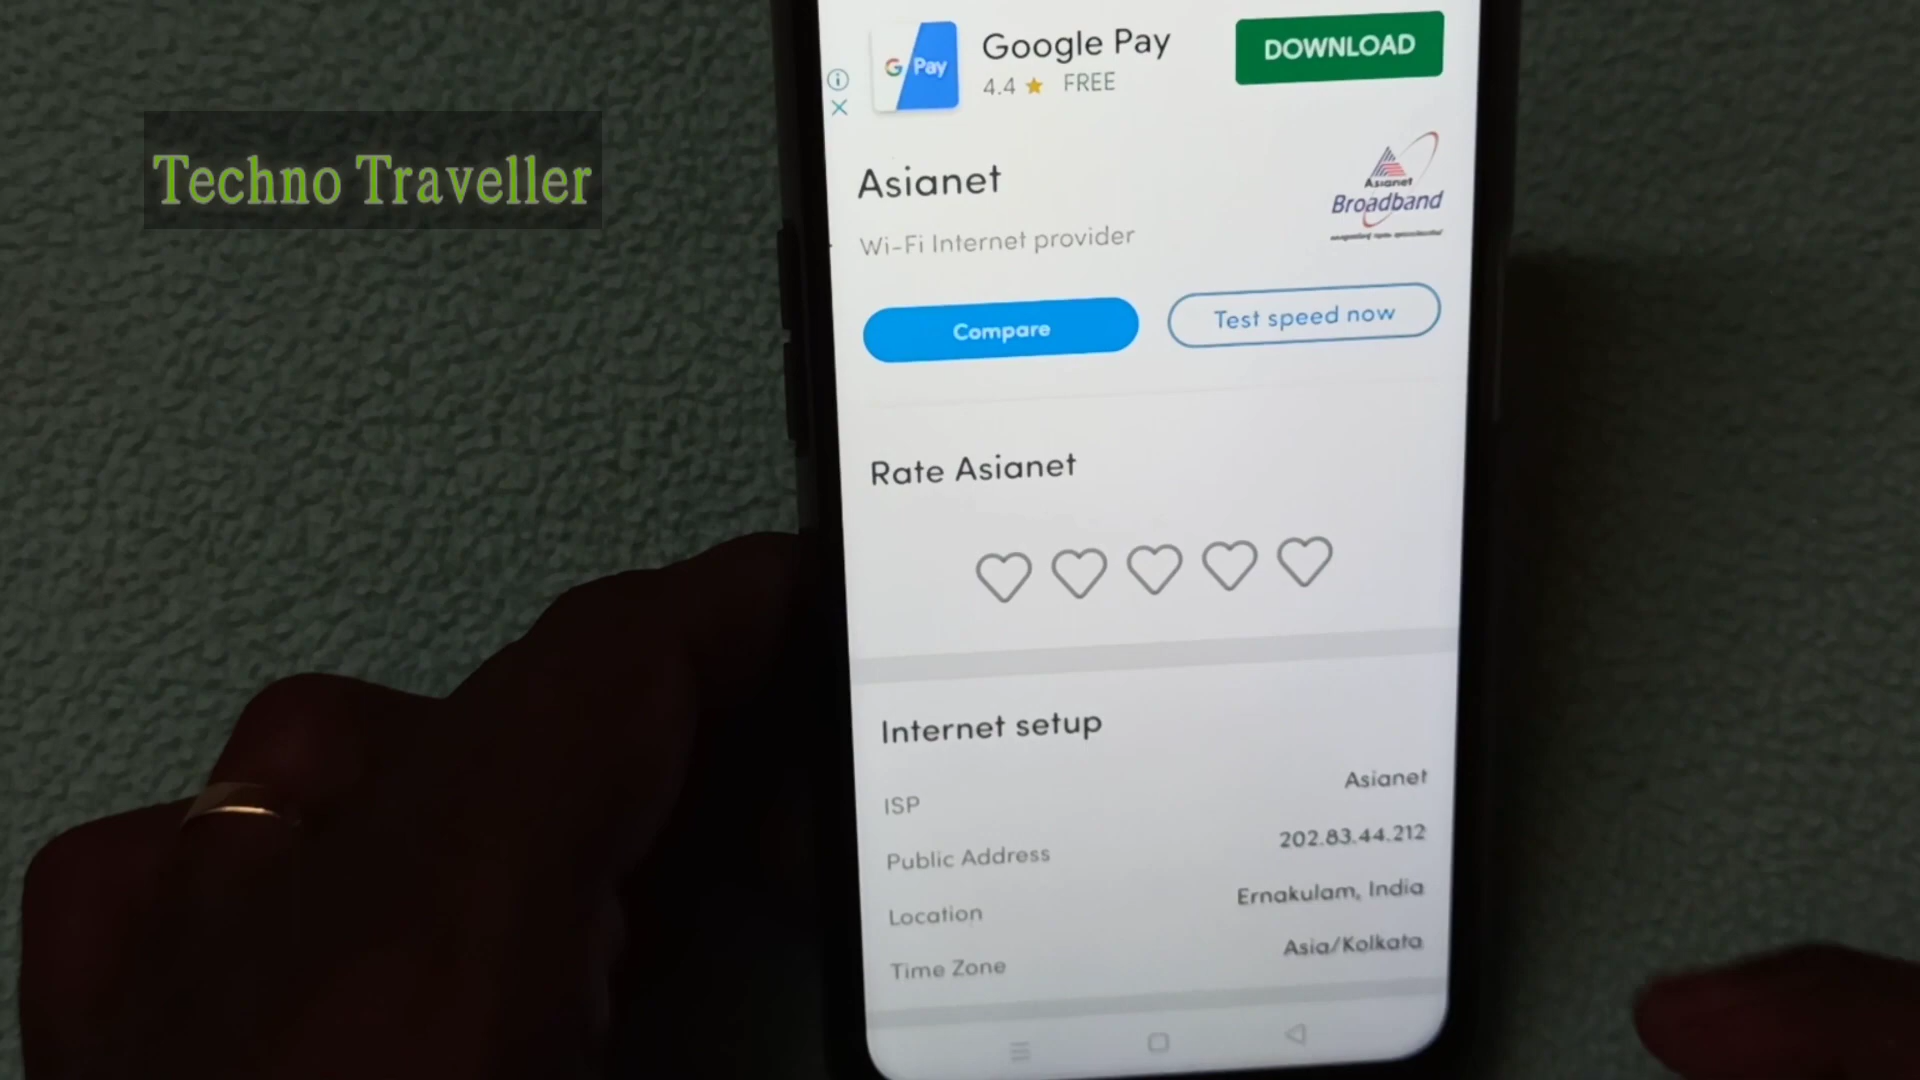 Techno Traveller
G Pay
Google Pay
4.4 ★ FREE
DOWNLOAD
Asianet
Wi-Fi Internet provider
Asianet
Broadband
Compare
Test speed now
Rate Asianet
Internet setup
ISP
Asianet
Public Address
202.83.44.212
Location
Ernakulam, India
Time Zone
Asia/Kolkata